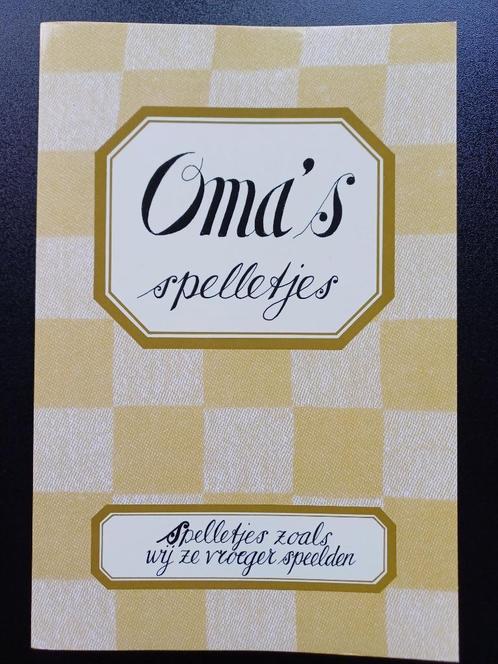 Oma's
spelletjes
Spelletjes zoals
wij ze vroeger speelden